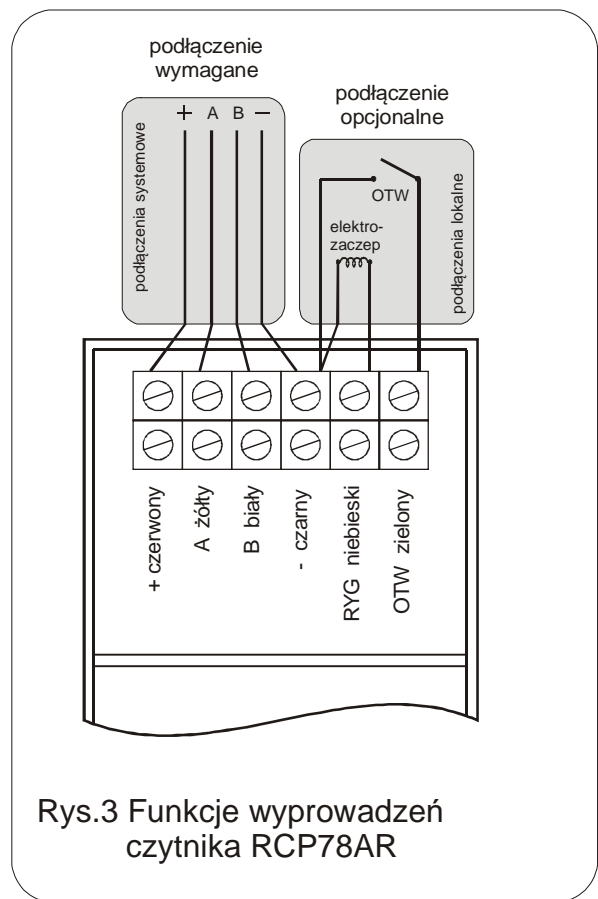 podłączenie
wymagane
podłączenie
opcjonalne
podłączenia systemowe
+ A B –
OTW
elektro-
zaczep
podłączenia lokalne
+ czerwony
A żółty
B biały
- czarny
RYG niebieski
OTW zielony
Rys.3 Funkcje wyprowadzeń
czytnika RCP78AR